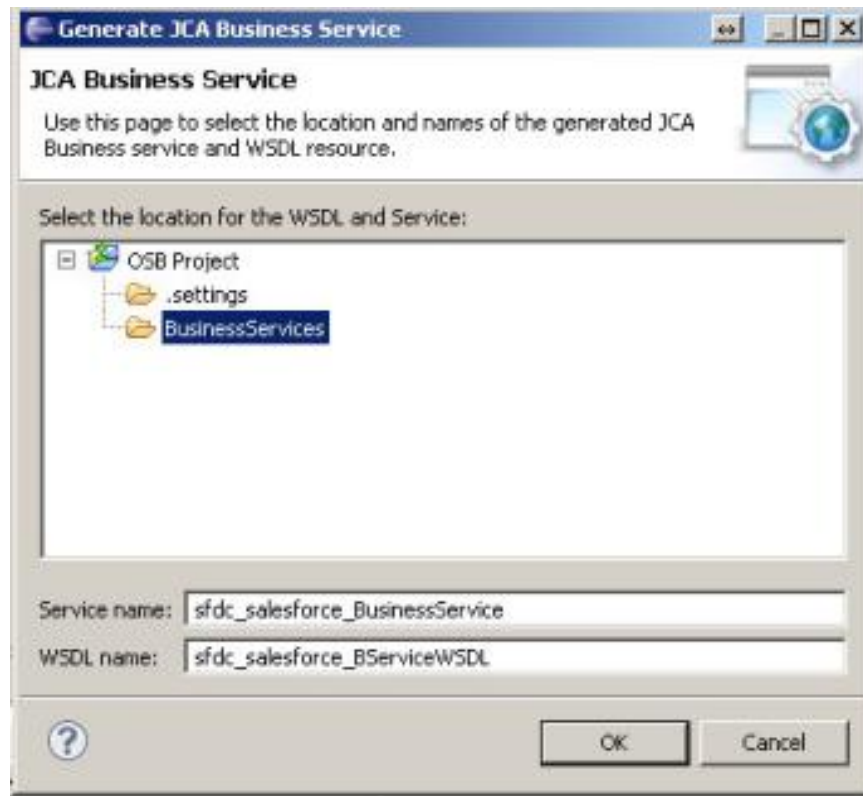 Generate JCA Business Service
JCA Business Service
Use this page to select the location and names of the generated JCA
Business service and WSDL resource.
Select the location for the WSDL and Service:
OSB Project
.settings
BusinessServices
Service name: sfdc_salesforce_BusinessService
WSDL name: sfdc_salesforce_BServiceWSDL
?
OK Cancel